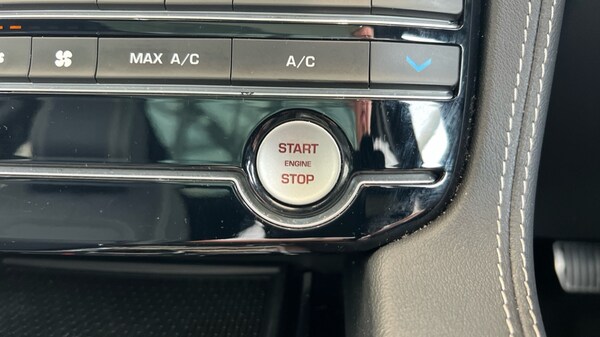 MAX A/C
A/C
START
ENGINE
STOP